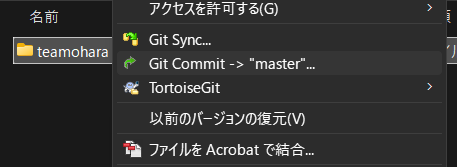 名前
アクセスを許可する(G)
teamohara
Git Sync...
Git Commit -> "master"...
TortoiseGit
以前のバージョンの復元(V)
ファイルを Acrobat で結合...